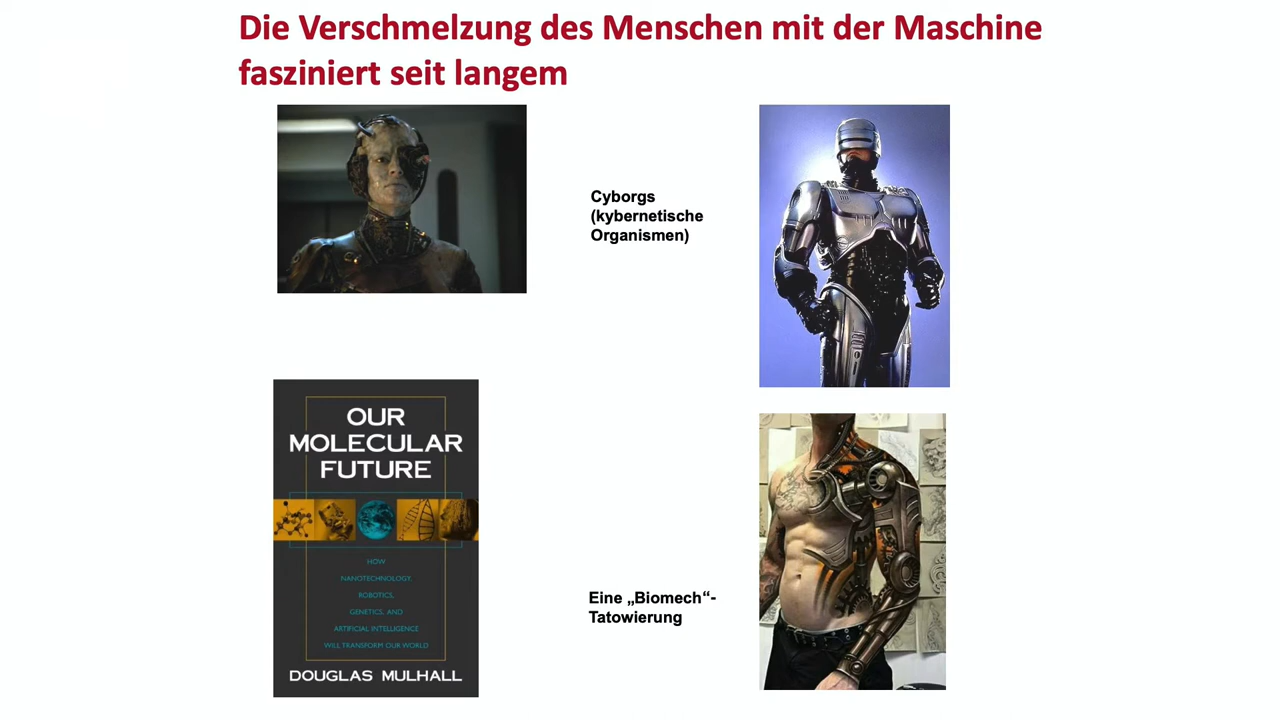 Die Verschmelzung des Menschen mit der Maschine
fasziniert seit langem
Cyborgs
(kybernetische
Organismen)
OUR
MOLECULAR
FUTURE
HOW
NANOTECHNOLOGY,
ROBOTICS,
GENETICS, AND
ARTIFICIAL INTELLIGENCE
WILL TRANSFORM OUR WORLD
DOUGLAS MULHALL
Eine „Biomech“-
Tatowierung